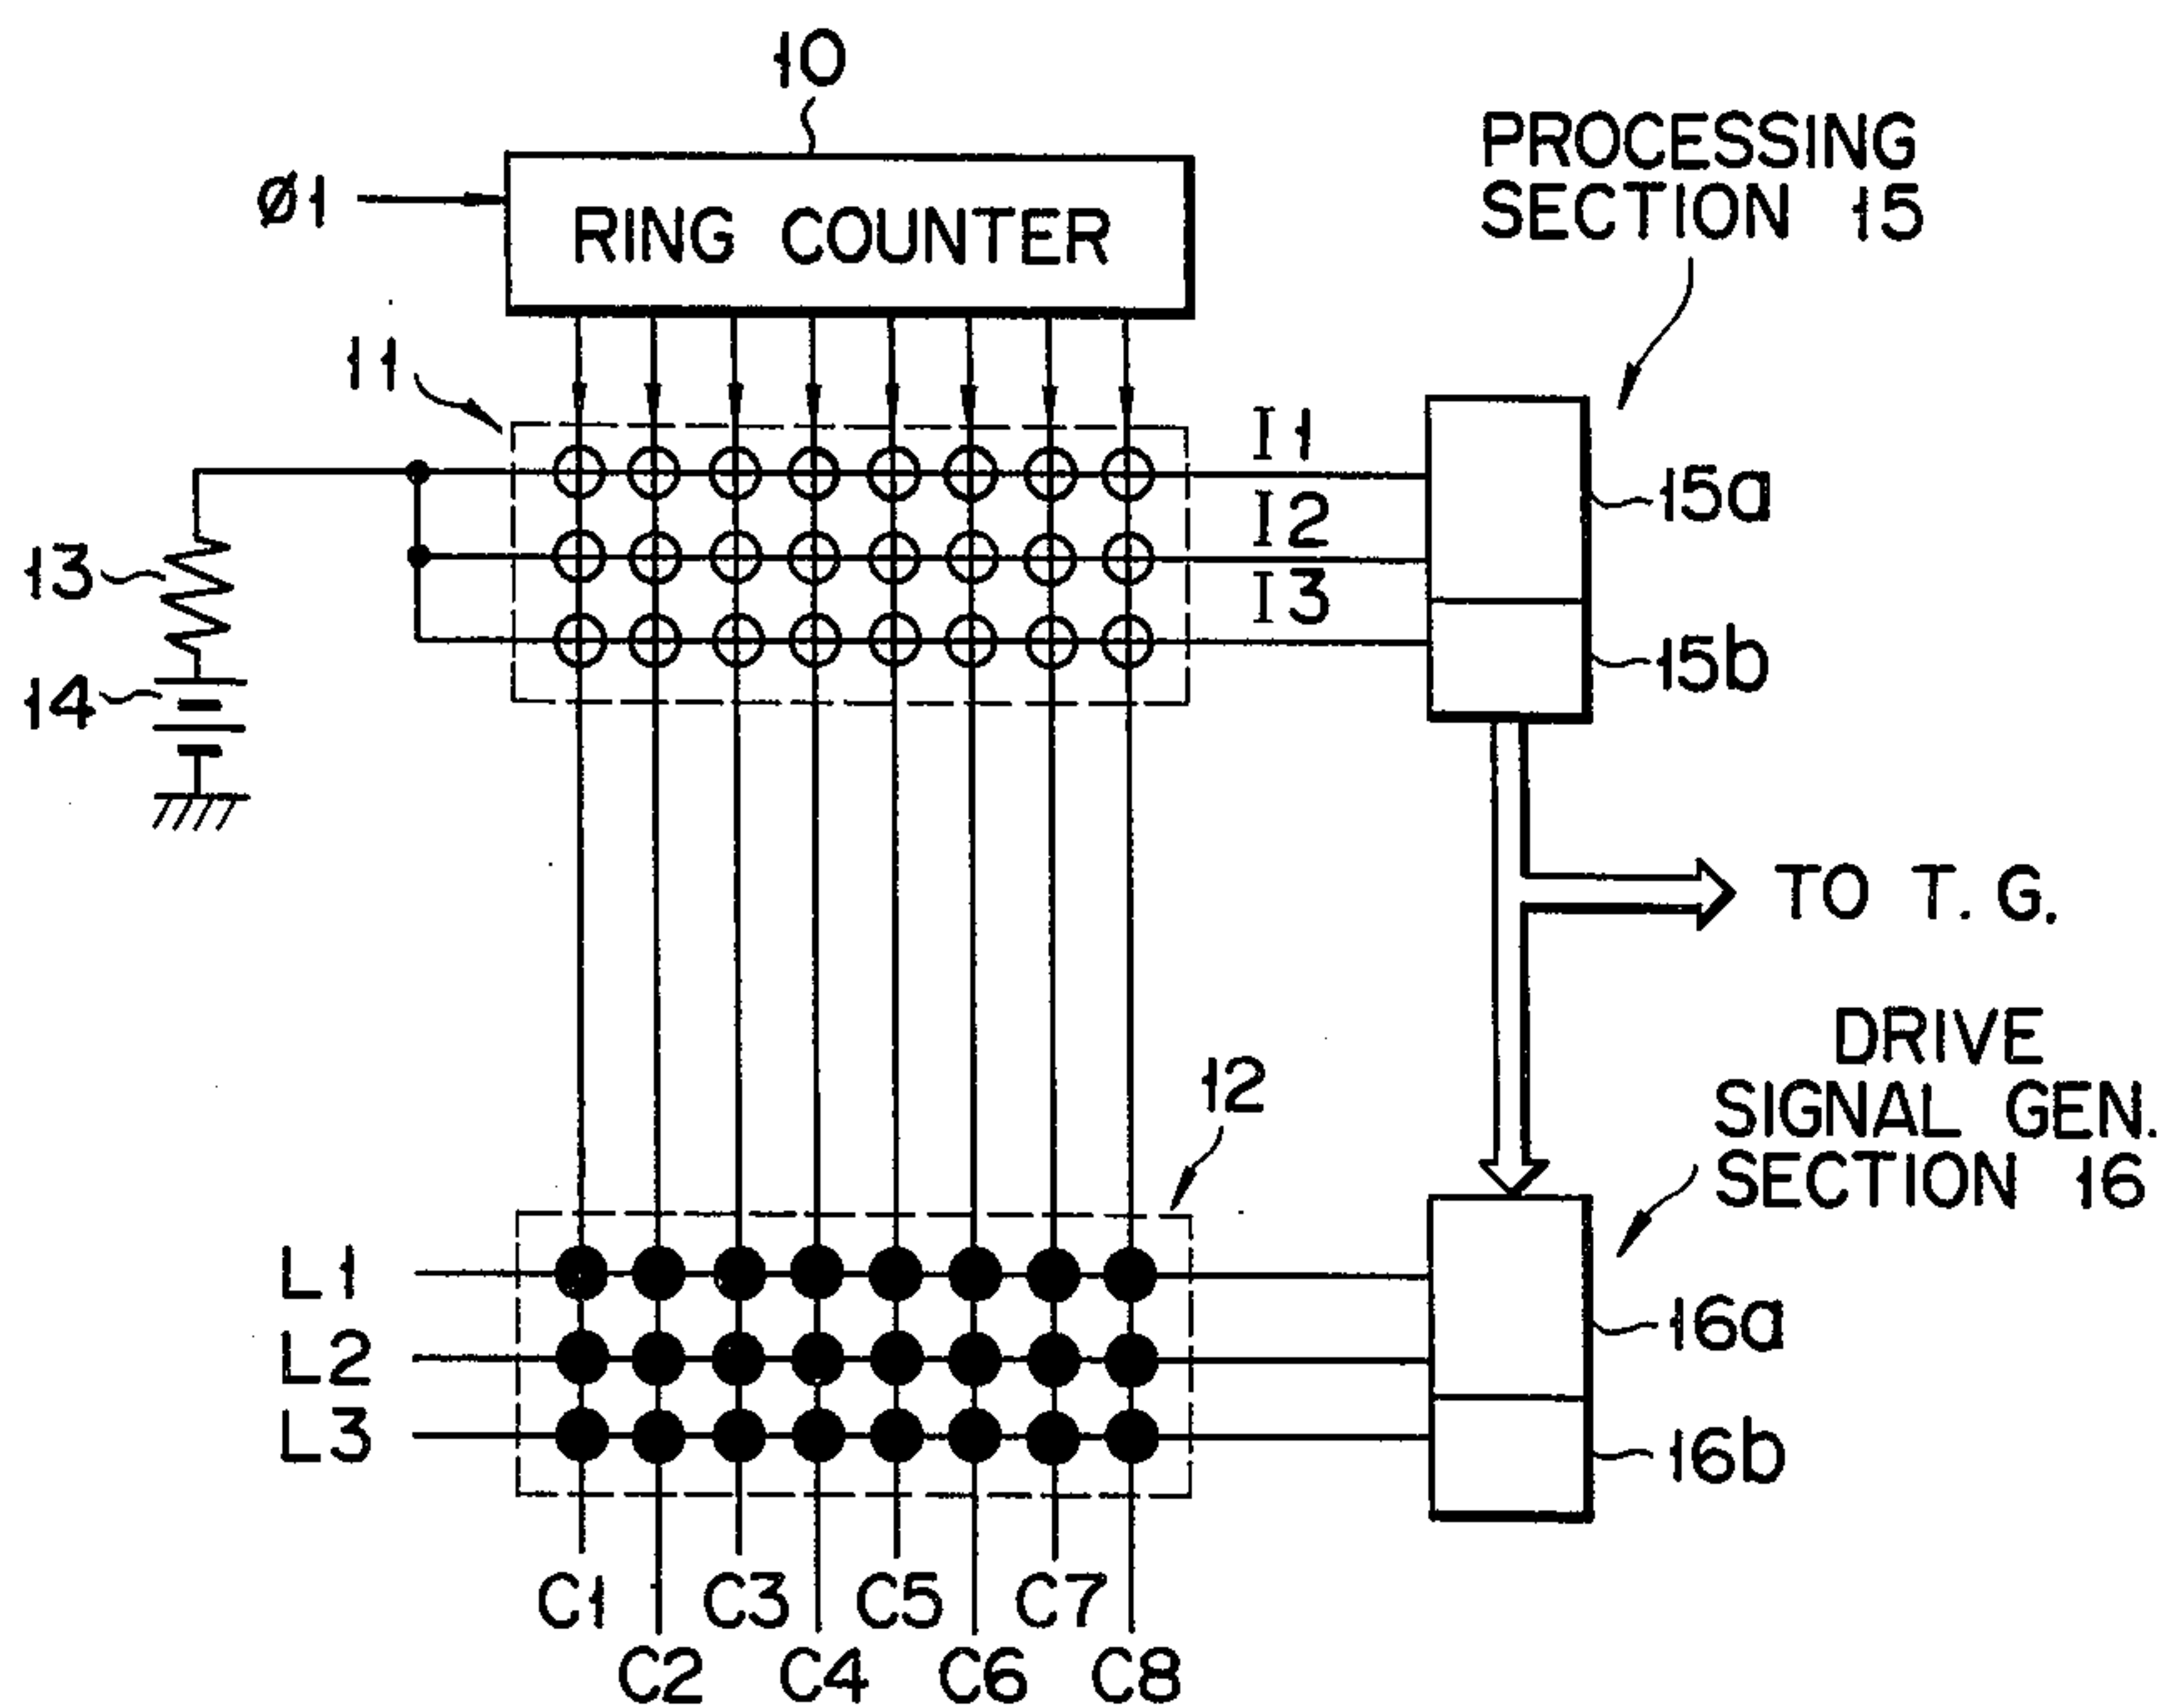 10
PROCESSING
SECTION 15
Ø1
RING COUNTER
11
I1
I2
I3
15a
15b
13
14
TO T. G.
DRIVE
SIGNAL GEN.
SECTION 16
12
L1
L2
L3
16a
16b
C1
C3
C5
C7
C2
C4
C6
C8